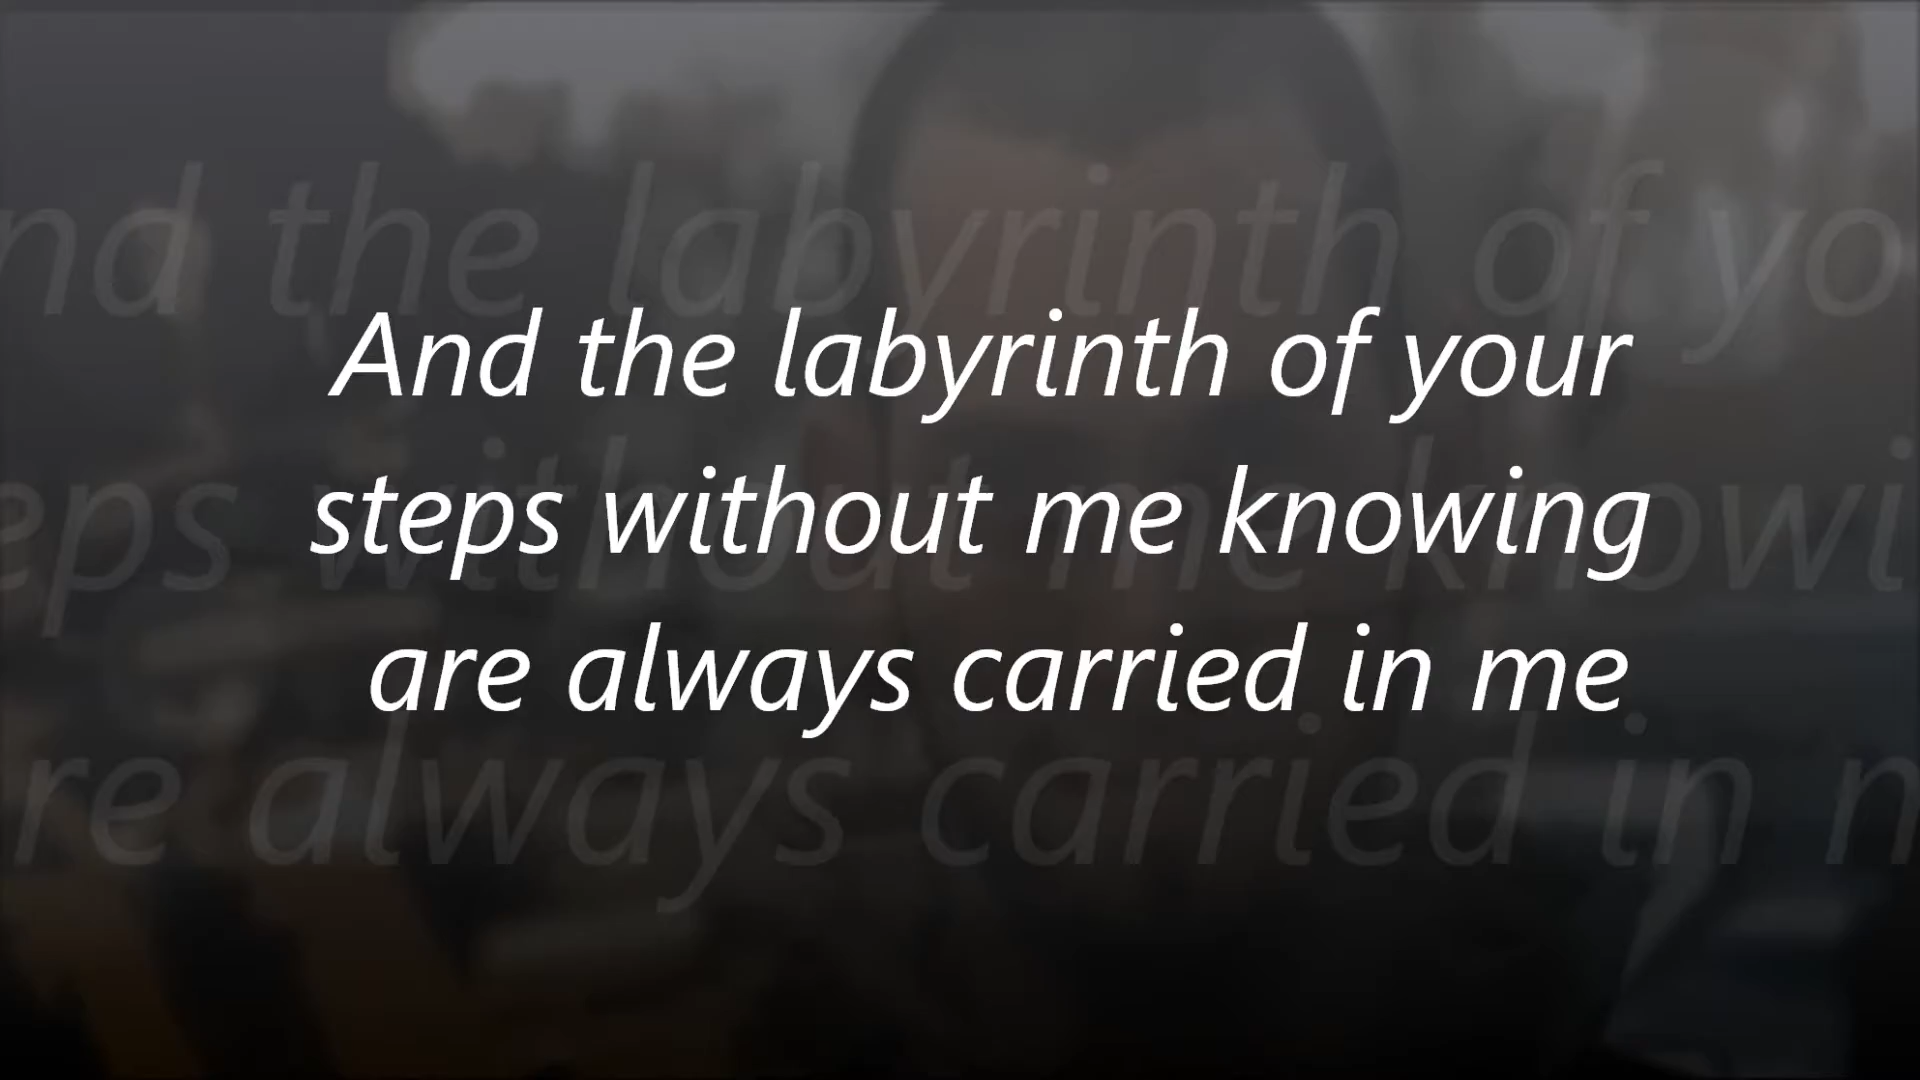 And the labyrinth of your
steps without me knowing
are always carried in me